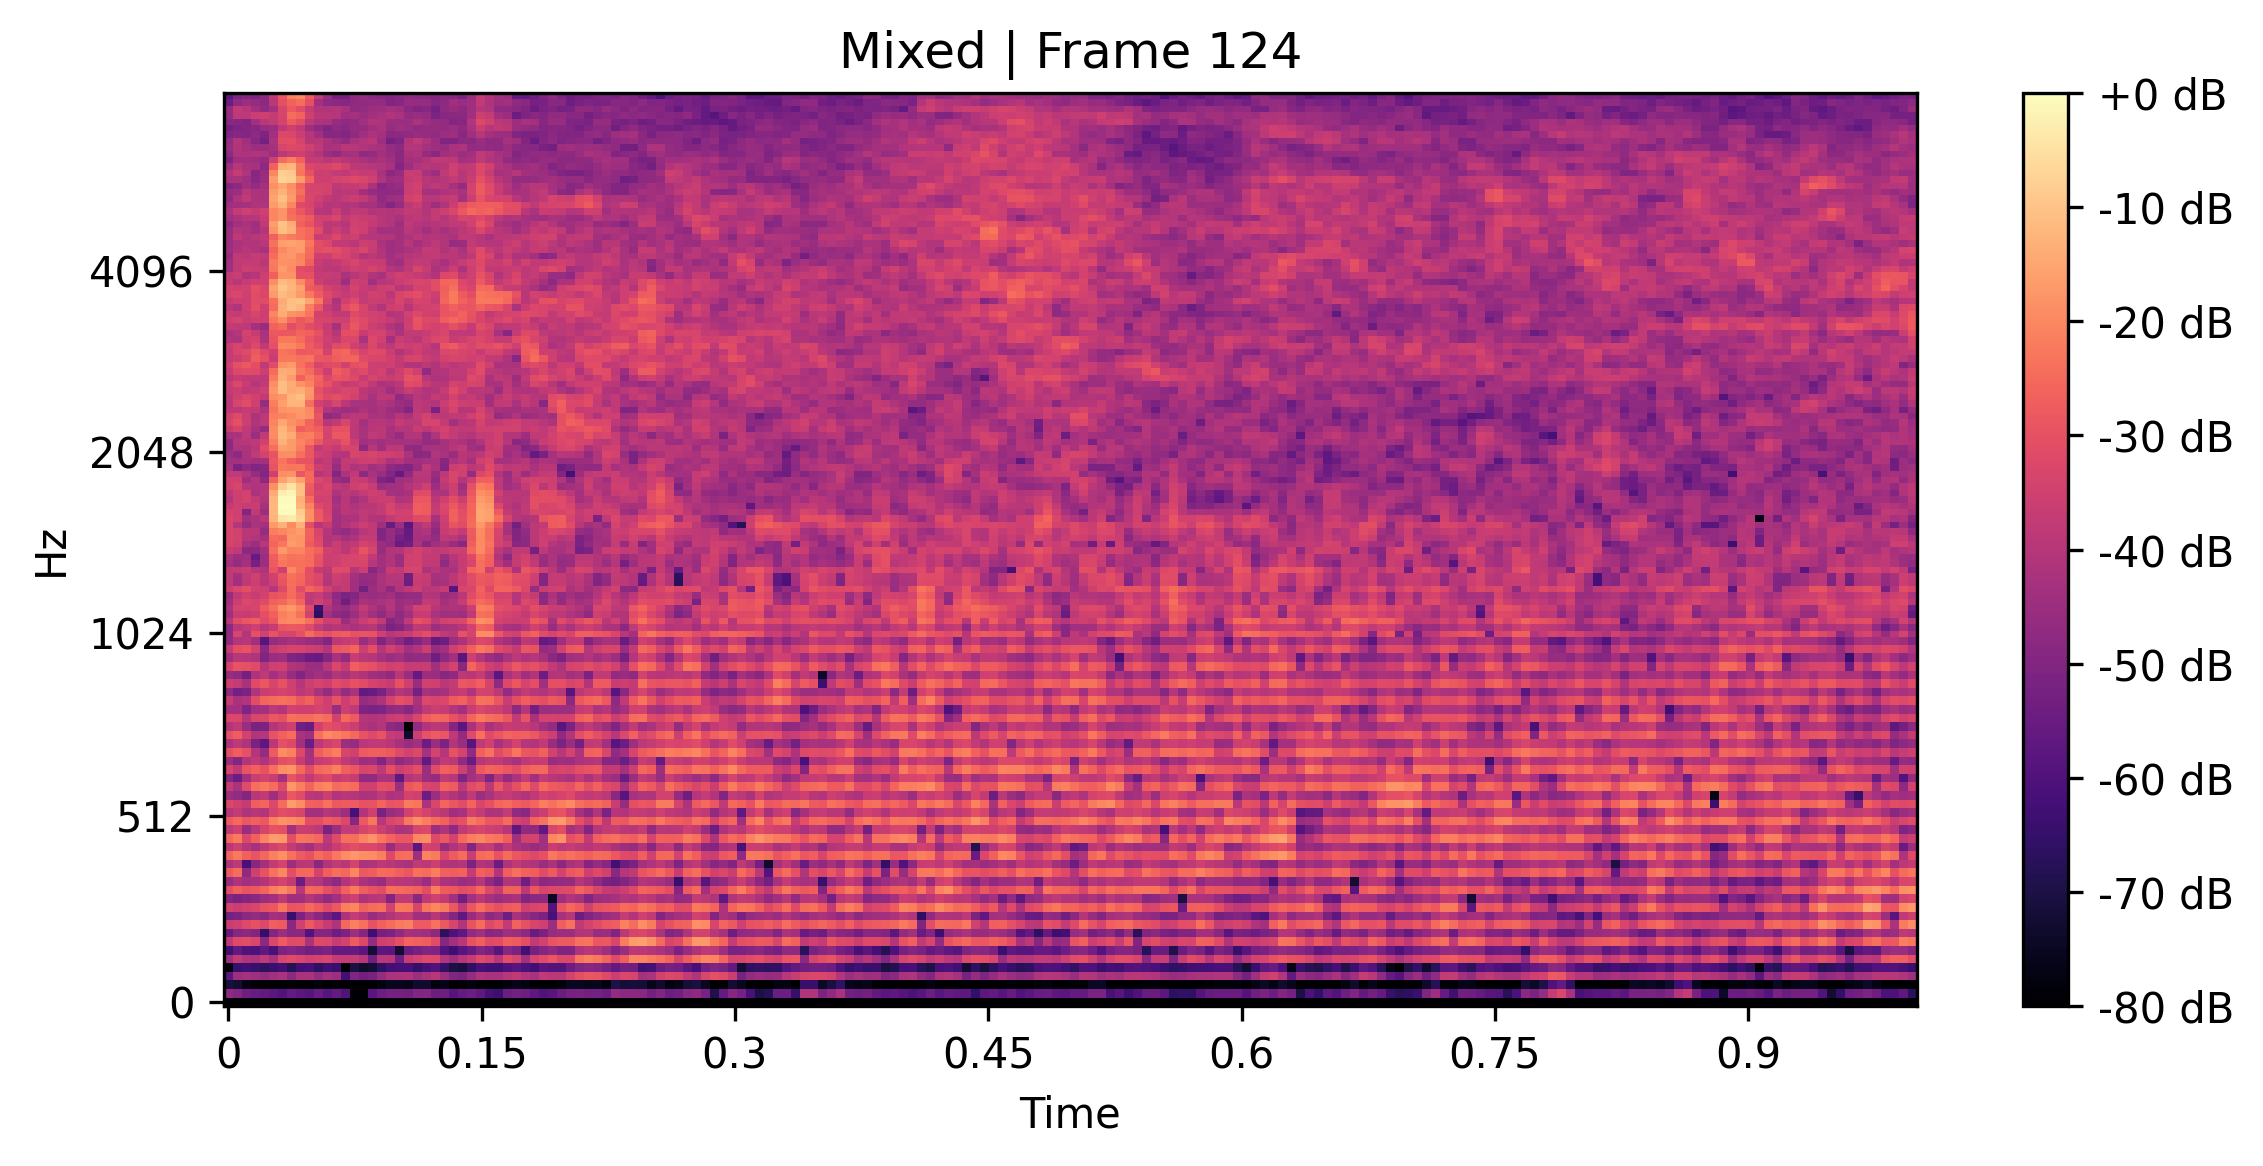 Mixed | Frame 124
+0 dB
-10 dB
-20 dB
-30 dB
-40 dB
-50 dB
-60 dB
-70 dB
-80 dB
Hz
4096
2048
1024
512
0
0 0.15 0.3 0.45 0.6 0.75 0.9
Time